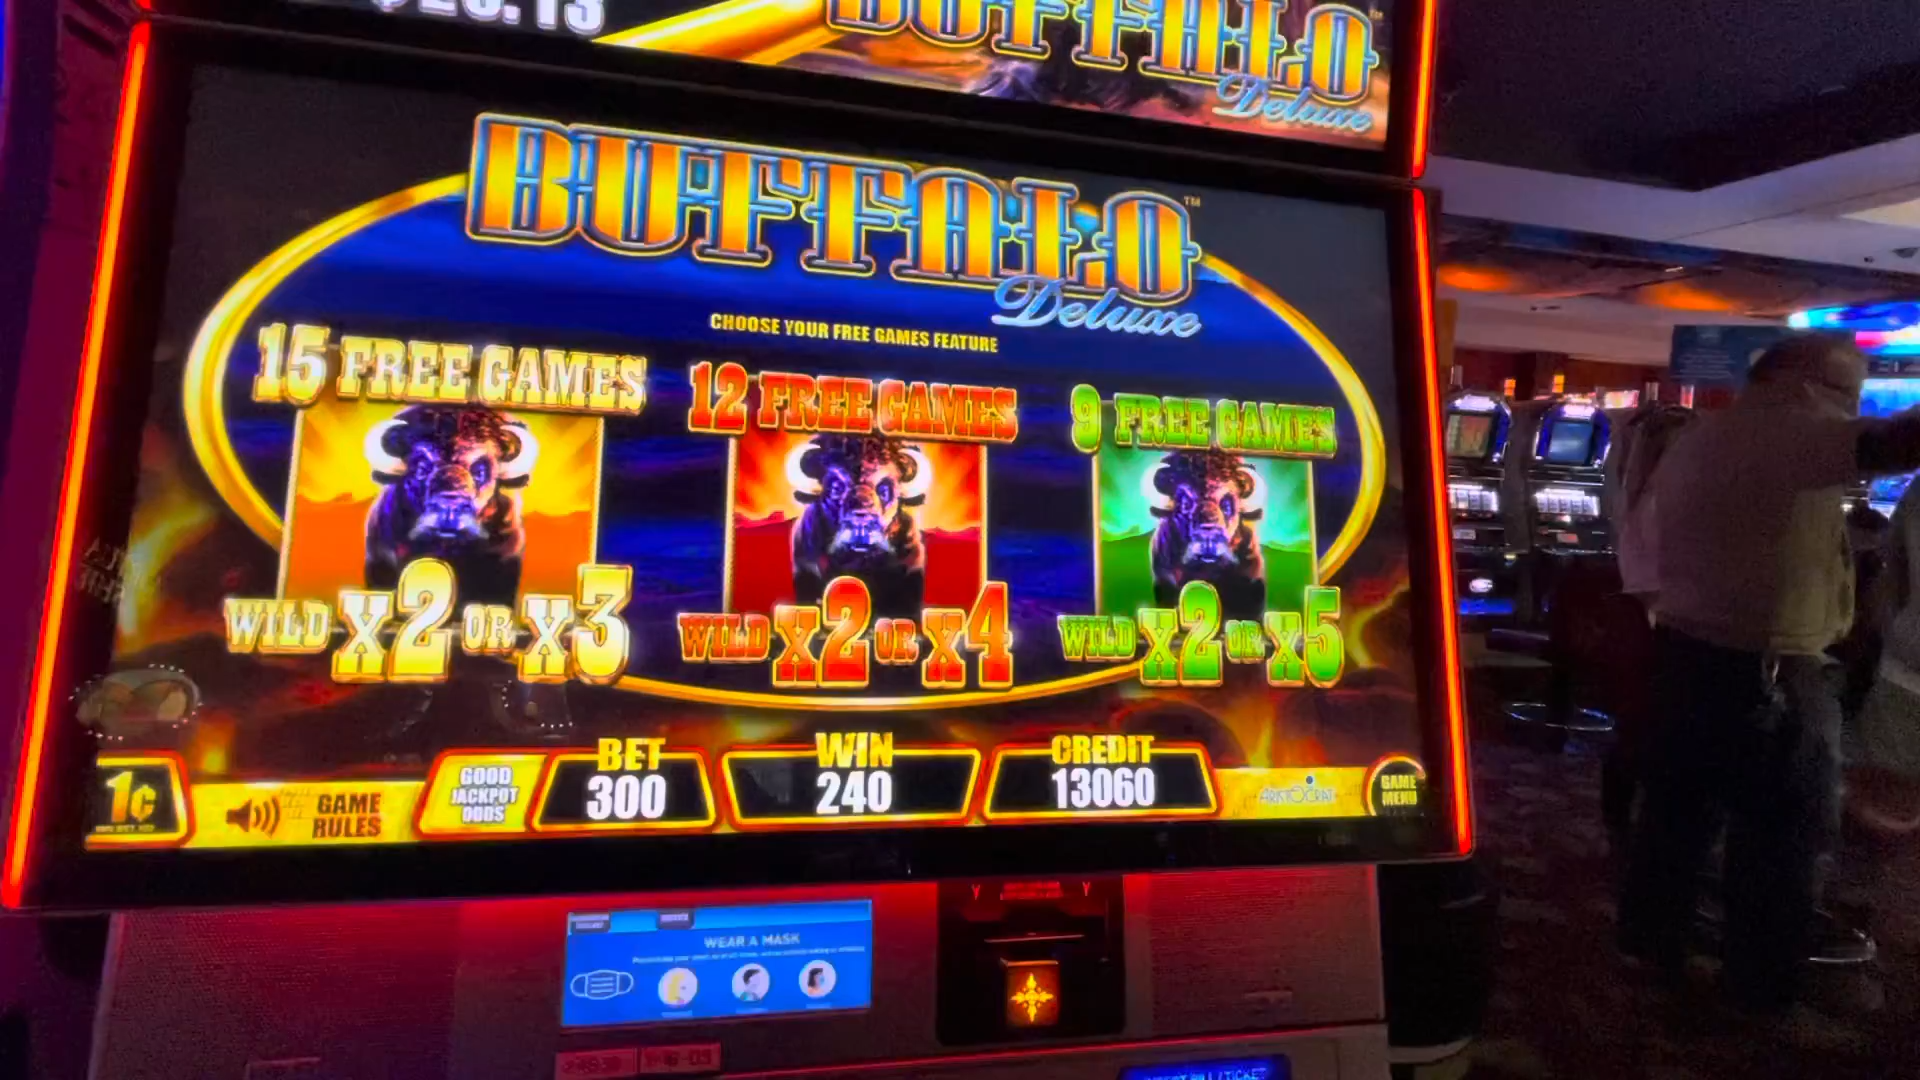 BUFFALO
Deluxe
BUFFALO™
Deluxe
CHOOSE YOUR FREE GAMES FEATURE
15 FREE GAMES
WILD X2 OR X3
12 FREE GAMES
WILD X2 OR X4
9 FREE GAMES
WILD X2 OR X5
1¢
GAME
RULES
GOOD
JACKPOT
ODDS
BET
300
WIN
240
CREDIT
13060
ARISTOCRAT
GAME
MENU
WEAR A MASK